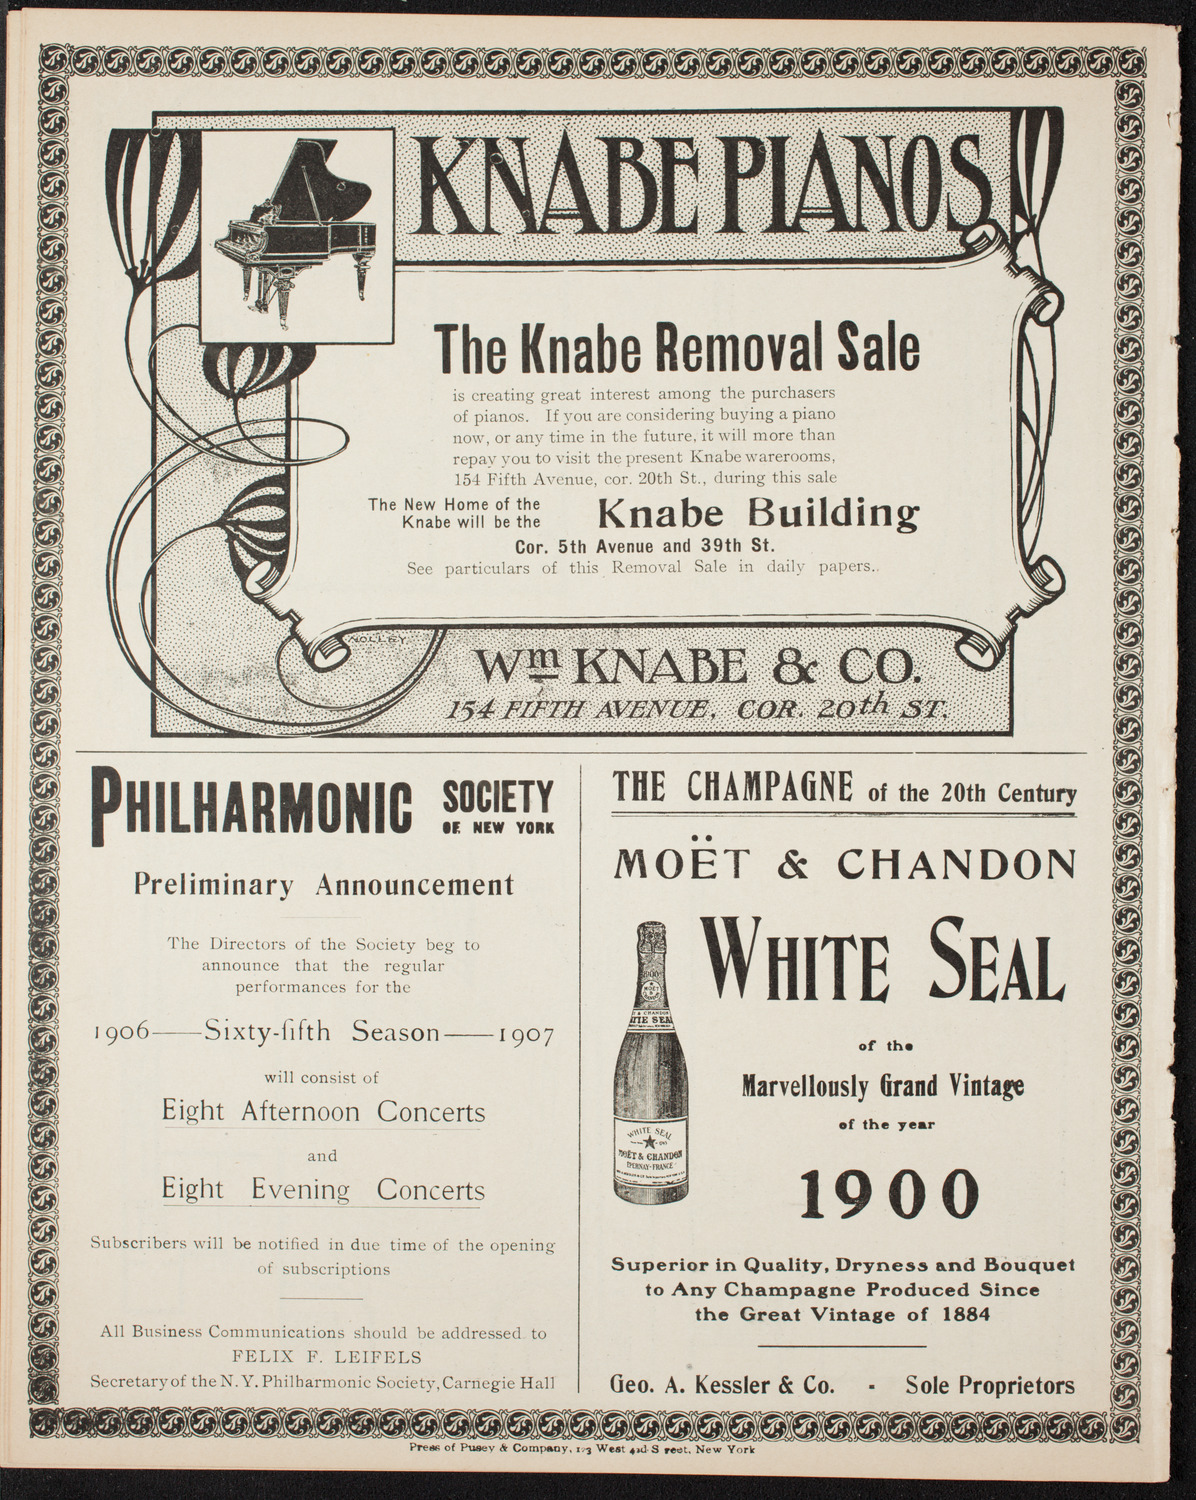 KNABE PIANOS
The Knabe Removal Sale
is creating great interest among the purchasers
of pianos. If you are considering buying a piano
now, or any time in the future, it will more than
repay you to visit the present Knabe warerooms,
154 Fifth Avenue, cor. 20th St., during this sale
The New Home of the
Knabe will be the
Knabe Building
Cor. 5th Avenue and 39th St.
See particulars of this Removal Sale in daily papers..
Wm KNABE & CO.
154 FIFTH AVENUE, COR. 20th ST.
PHILHARMONIC SOCIETY
OF NEW YORK
Preliminary Announcement
The Directors of the Society beg to
announce that the regular
performances for the
1906——Sixty-fifth Season——1907
will consist of
Eight Afternoon Concerts
and
Eight Evening Concerts
Subscribers will be notified in due time of the opening
of subscriptions
All Business Communications should be addressed to
FELIX F. LEIFELS
Secretary of the N. Y. Philharmonic Society, Carnegie Hall
THE CHAMPAGNE of the 20th Century
MOËT & CHANDON
WHITE SEAL
of the
Marvellously Grand Vintage
of the year
1900
WHITE SEAL
MOËT & CHANDON
EPERNAY-FRANCE
Superior in Quality, Dryness and Bouquet
to Any Champagne Produced Since
the Great Vintage of 1884
Geo. A. Kessler & Co. - Sole Proprietors
Press of Pusey & Company, West New York